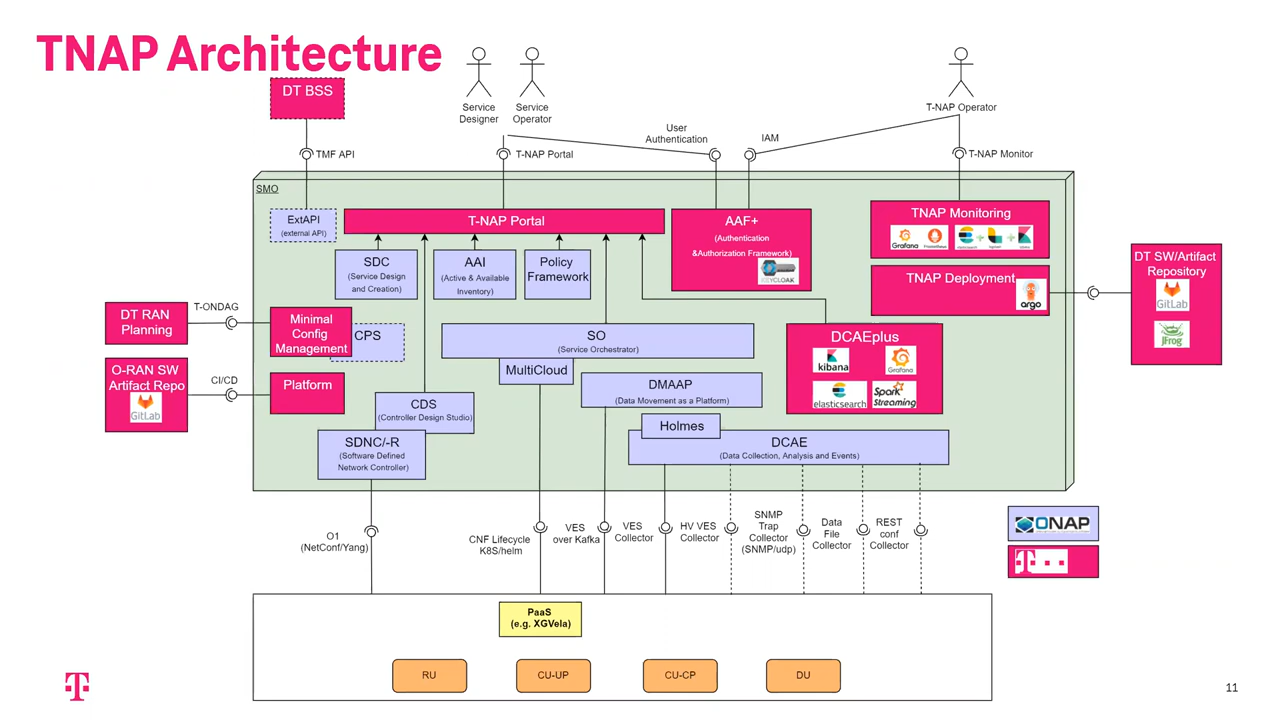 TNAP Architecture
DT BSS
Service
Designer
Service
Operator
T-NAP Operator
User
Authentication
IAM
TMF API
T-NAP Portal
T-NAP Monitor
SMO
ExtAPI
(external API)
T-NAP Portal
AAF+
(Authentication
&Authorization Framework)
KEYCLOAK
TNAP Monitoring
Grafana
Prometheus
elasticsearch
logstash
kibana
SDC
(Service Design
and Creation)
AAI
(Active & Available
Inventory)
Policy
Framework
TNAP Deployment
argo
DT SW/Artifact
Repository
GitLab
JFrog
T-ONDAG
DT RAN
Planning
Minimal
Config
Management
CPS
SO
(Service Orchestrator)
MultiCloud
DCAEplus
kibana
Grafana
elasticsearch
Spark
Streaming
O-RAN SW
Artifact Repo
GitLab
CI/CD
Platform
DMAAP
(Data Movement as a Platform)
CDS
(Controller Design Studio)
Holmes
SDNC/-R
(Software Defined
Network Controller)
DCAE
(Data Collection, Analysis and Events)
O1
(NetConf/Yang)
CNF Lifecycle
K8S/helm
VES
over Kafka
VES
Collector
HV VES
Collector
SNMP
Trap
Collector
(SNMP/udp)
Data
File
Collector
REST
conf
Collector
ONAP
T
PaaS
(e.g. XGVela)
RU
CU-UP
CU-CP
DU
T
11